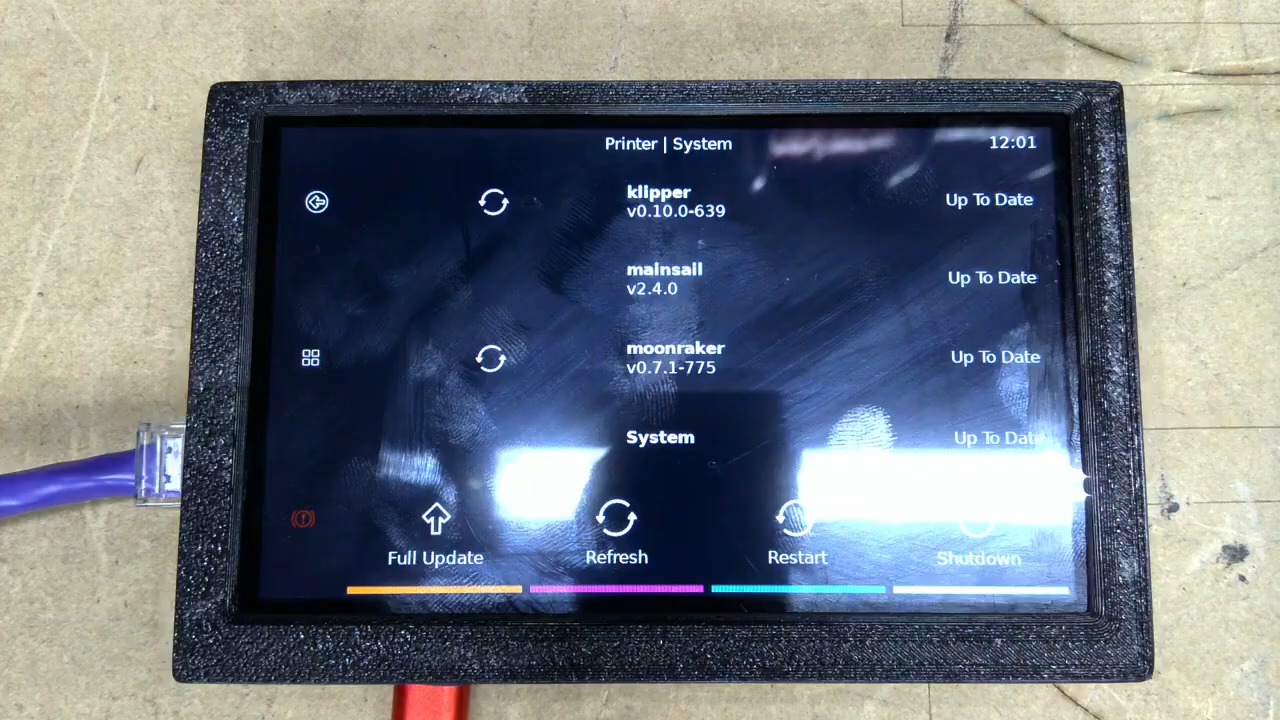 Printer | System
12:01
klipper
v0.10.0-639
Up To Date
mainsail
v2.4.0
Up To Date
moonraker
v0.7.1-775
Up To Date
System
Up To Date
Full Update
Refresh
Restart
Shutdown